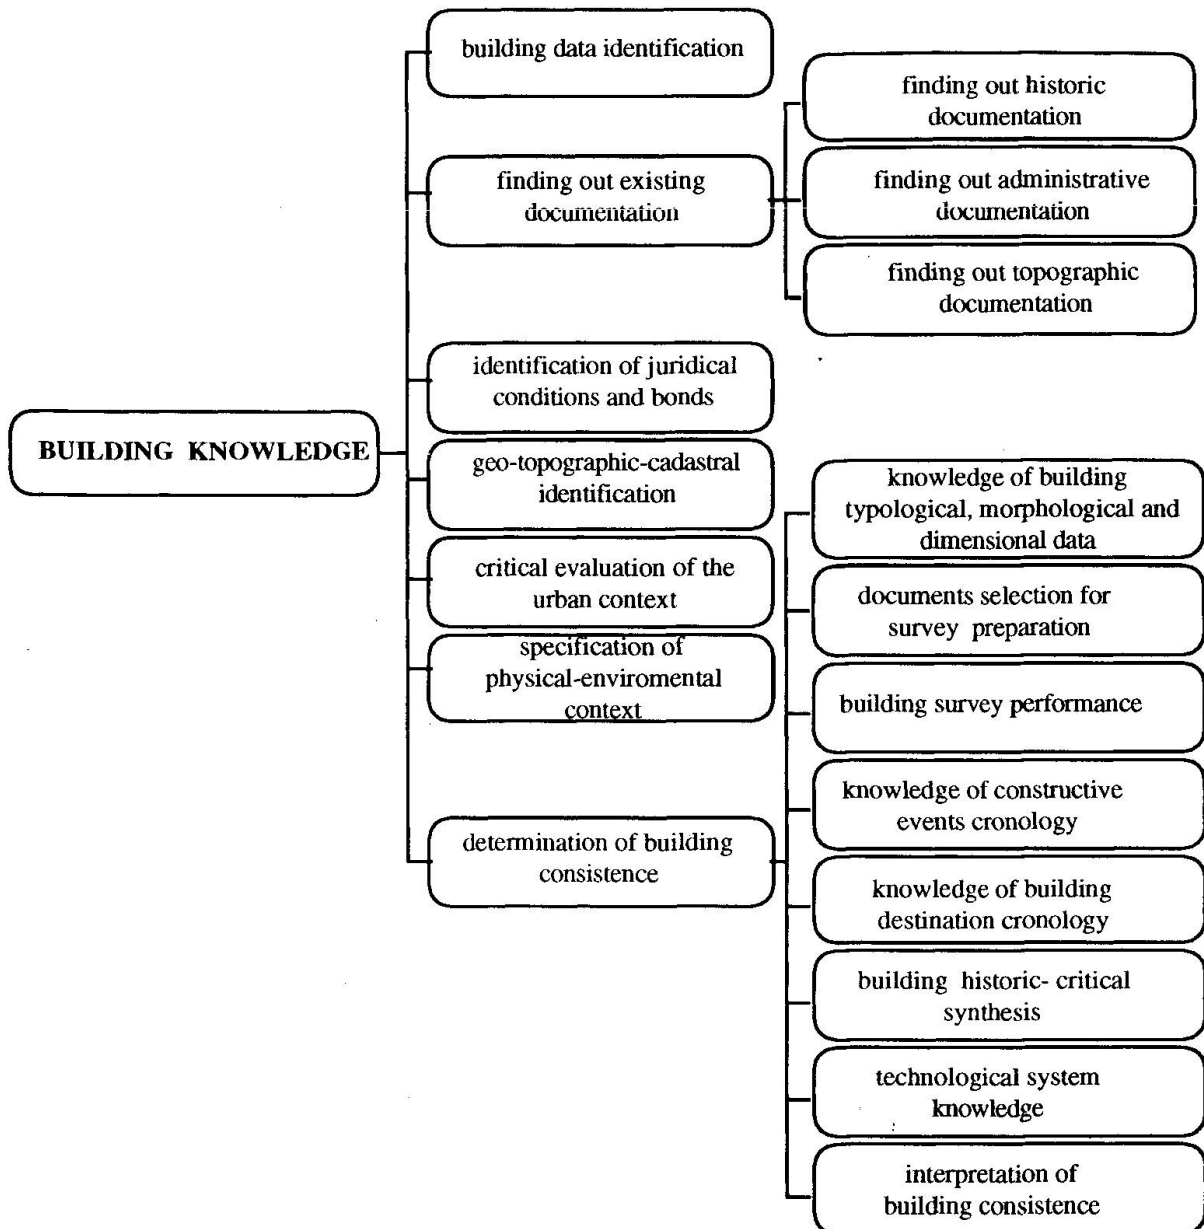 building data identification
finding out existing
documentation
finding out historic
documentation
finding out administrative
documentation
finding out topographic
documentation
identification of juridical
conditions and bonds
BUILDING KNOWLEDGE
geo-topographic-cadastral
identification
critical evaluation of the
urban context
specification of
physical-enviromental
context
determination of building
consistence
knowledge of building
typological, morphological and
dimensional data
documents selection for
survey preparation
building survey performance
knowledge of constructive
events cronology
knowledge of building
destination cronology
building historic- critical
synthesis
technological system
knowledge
interpretation of
building consistence